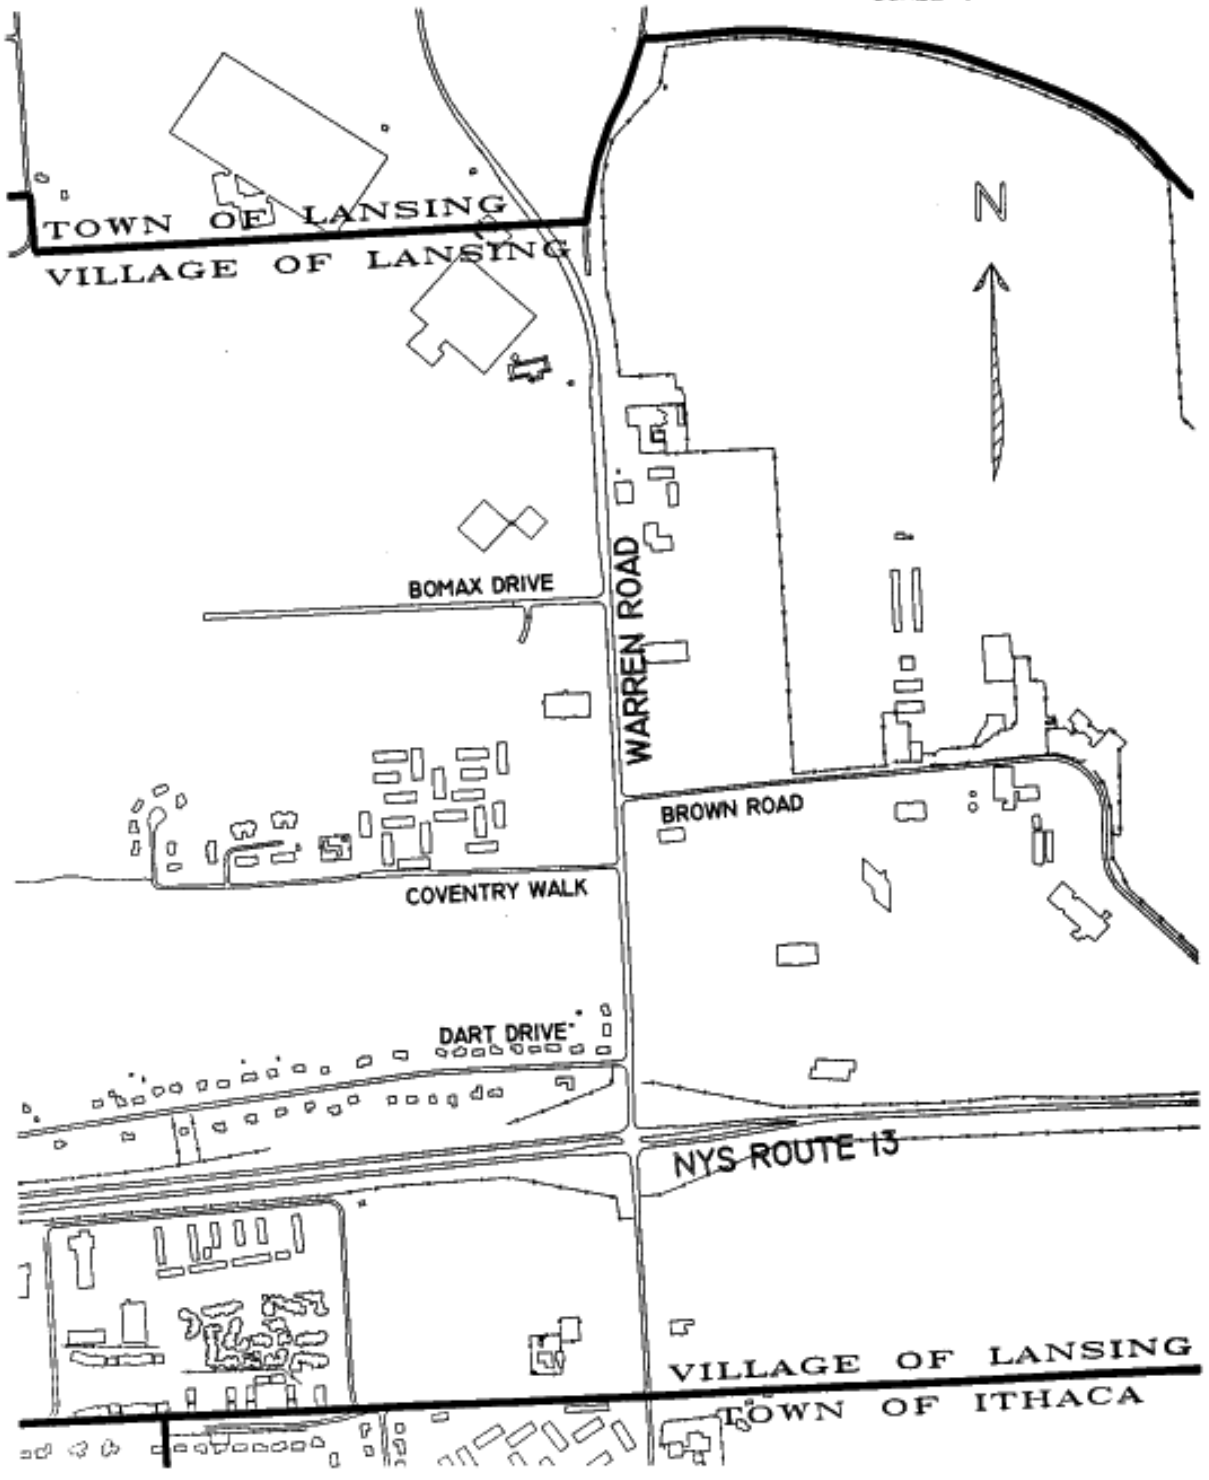 N
TOWN OF LANSING
VILLAGE OF LANSING
BOMAX DRIVE
WARREN ROAD
BROWN ROAD
COVENTRY WALK
DART DRIVE
NYS ROUTE 13
VILLAGE OF LANSING
TOWN OF ITHACA